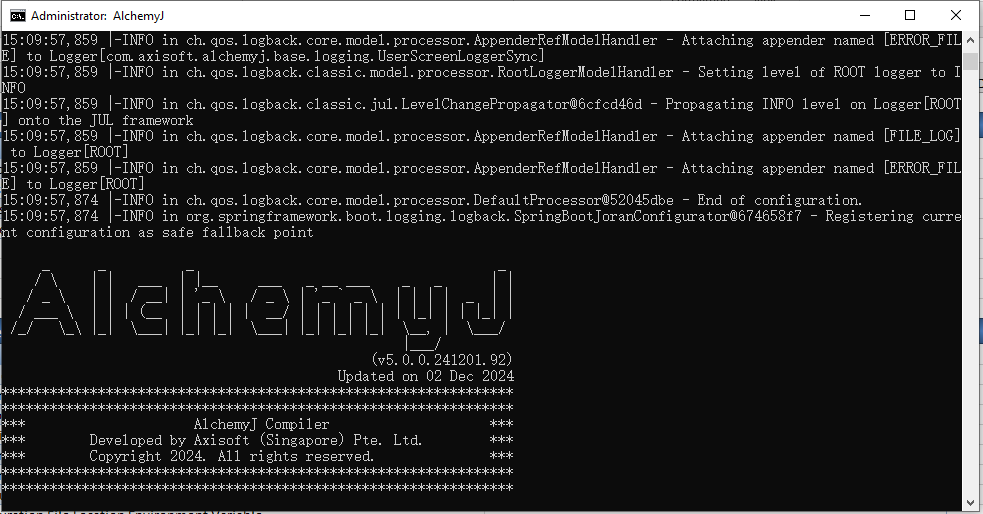 Administrator: AlchemyJ
15:09:57,859 |-INFO in ch.qos.logback.core.model.processor.AppenderRefModelHandler - Attaching appender named [ERROR_FIL
E] to Logger[com.axisoft.alchemyj.base.logging.UserScreenLoggerSync]
15:09:57,859 |-INFO in ch.qos.logback.classic.model.processor.RootLoggerModelHandler - Setting level of ROOT logger to I
NFO
15:09:57,859 |-INFO in ch.qos.logback.classic.jul.LevelChangePropagator@6cfcd46d - Propagating INFO level on Logger[ROOT
] onto the JUL framework
15:09:57,859 |-INFO in ch.qos.logback.core.model.processor.AppenderRefModelHandler - Attaching appender named [FILE_LOG]
 to Logger[ROOT]
15:09:57,859 |-INFO in ch.qos.logback.core.model.processor.AppenderRefModelHandler - Attaching appender named [ERROR_FIL
E] to Logger[ROOT]
15:09:57,874 |-INFO in ch.qos.logback.core.model.processor.DefaultProcessor@52045dbe - End of configuration.
15:09:57,874 |-INFO in org.springframework.boot.logging.logback.SpringBootJoranConfigurator@674658f7 - Registering curre
nt configuration as safe fallback point
AlchemyJ
(v5.0.0.241201.92)
Updated on 02 Dec 2024
****************************************************************
****************************************************************
*** AlchemyJ Compiler ***
*** Developed by Axisoft (Singapore) Pte. Ltd. ***
*** Copyright 2024. All rights reserved. ***
****************************************************************
****************************************************************